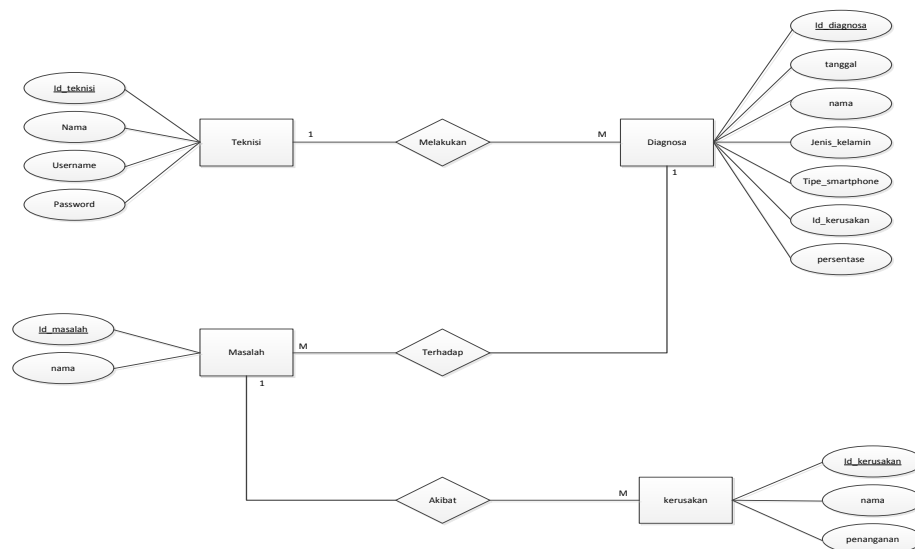 Id_diagnosa
tanggal
nama
Jenis_kelamin
Tipe_smartphone
Id_kerusakan
persentase
Id_teknisi
Nama
Username
Password
Teknisi
1
Melakukan
M
Diagnosa
1
Id_masalah
nama
Masalah
M
Terhadap
1
Akibat
M
kerusakan
Id_kerusakan
nama
penanganan